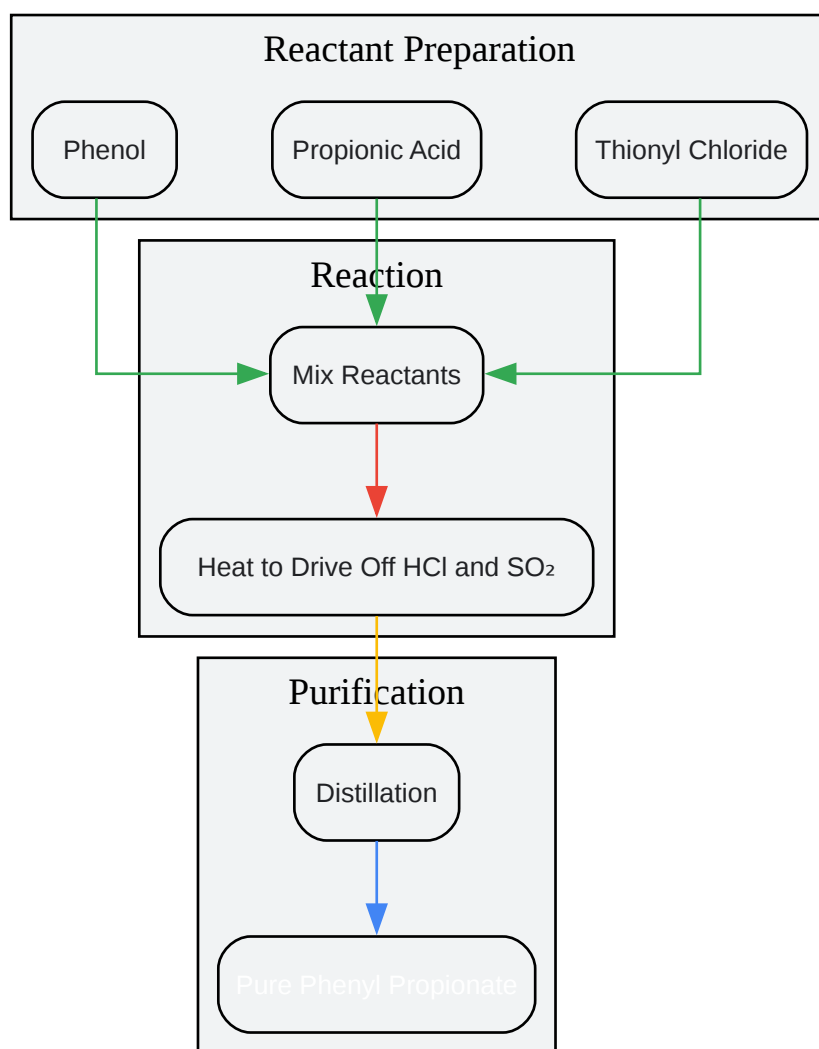 Reactant Preparation
Phenol
Propionic Acid
Thionyl Chloride
Reaction
Mix Reactants
Heat to Drive Off HCl and SO₂
Purification
Distillation
Pure Phenyl Propionate